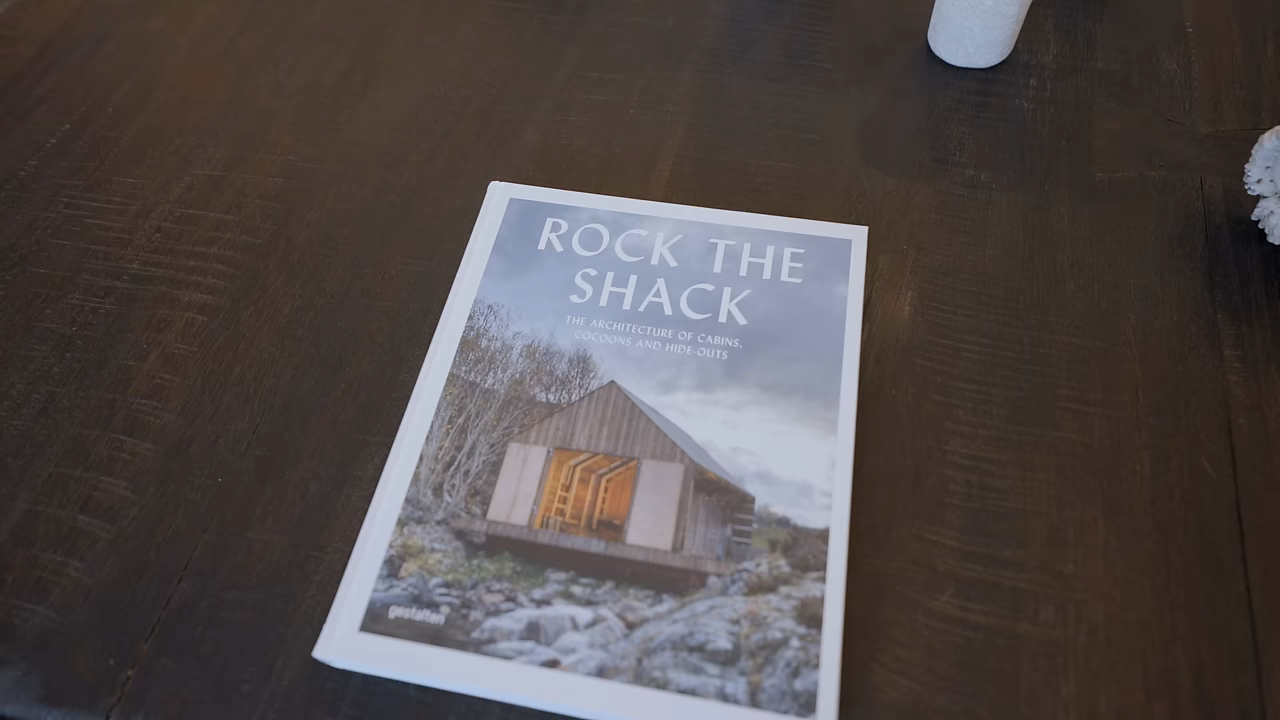 ROCK THE
SHACK
THE ARCHITECTURE OF CABINS,
COCOONS AND HIDE-OUTS
gestalten